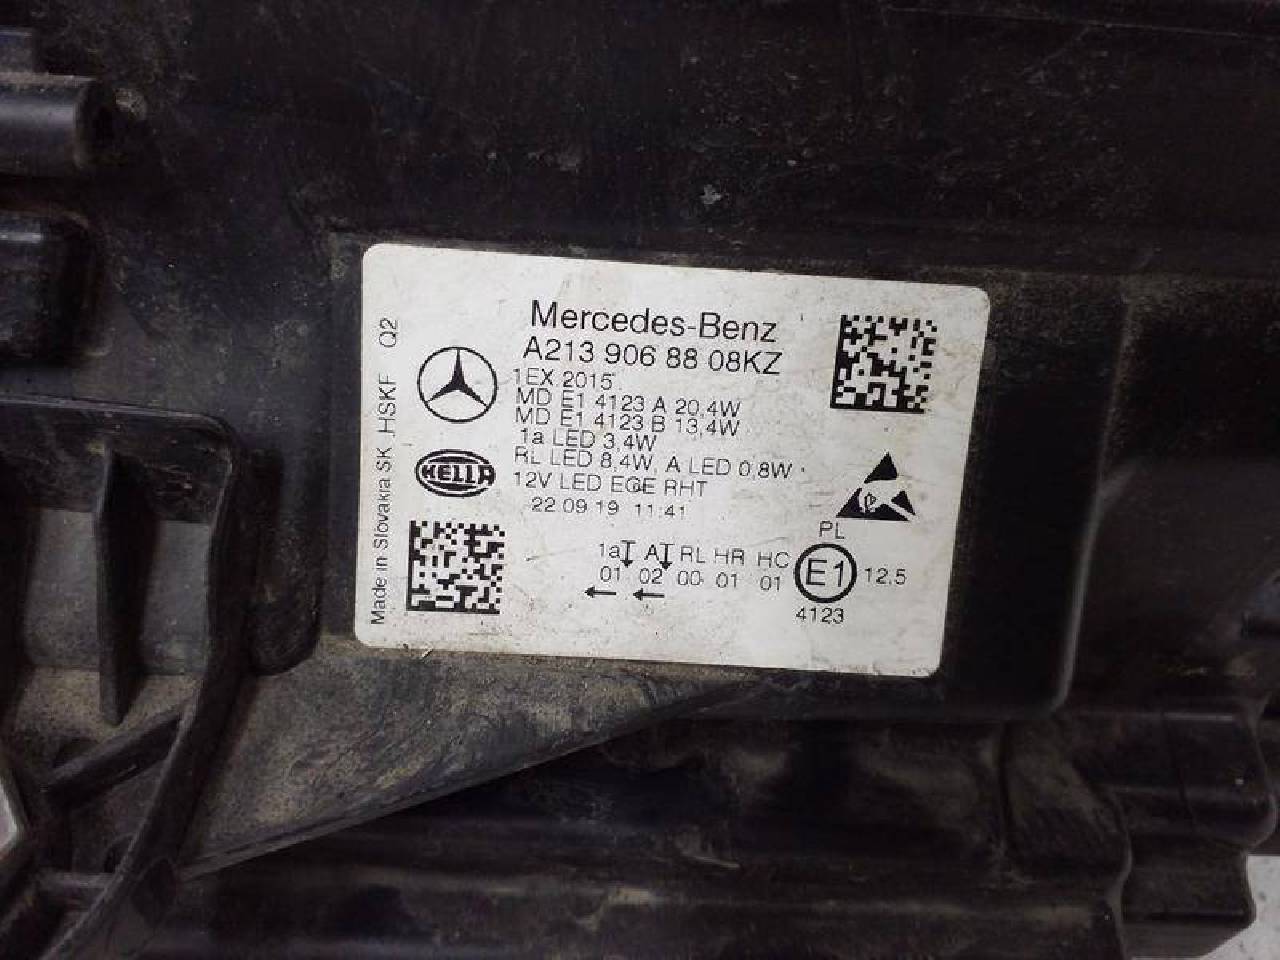 Mercedes-Benz
A213 906 88 08KZ
1EX 2015
MD E1 4123 A 20,4W
MD E1 4123 B 13,4W
1a LED 3,4W
RL LED 8,4W, A LED 0,8W
12V LED EGE RHT
22.09.19 11:41
HELLA
Made in Slovakia SK HSKF Q2
PL
1a A RL HR HC
01 02 00 01 01
← ←
E1 12.5
4123